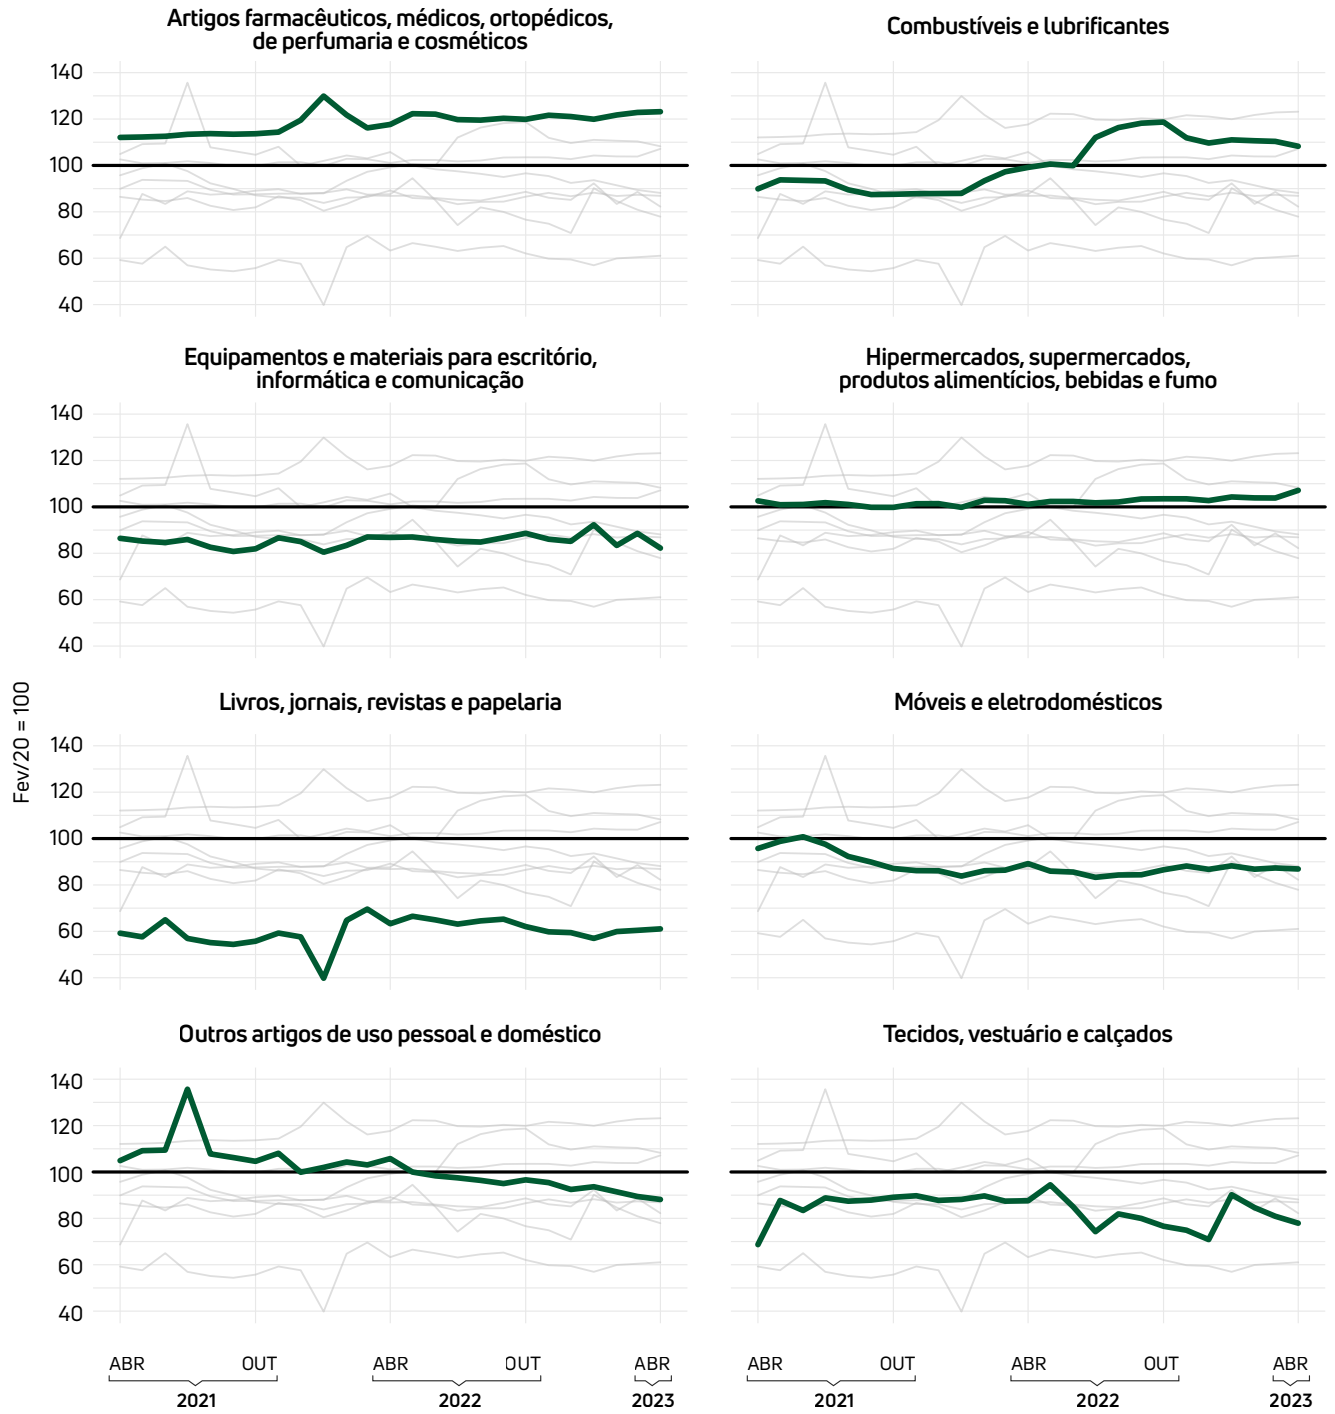 Artigos farmacêuticos, médicos, ortopédicos,
de perfumaria e cosméticos
140
120
100
80
60
40
Combustíveis e lubrificantes
Equipamentos e materiais para escritório,
informática e comunicação
140
120
100
80
60
40
Hipermercados, supermercados,
produtos alimentícios, bebidas e fumo
Fev/20 = 100
Livros, jornais, revistas e papelaria
140
120
100
80
60
40
Móveis e eletrodomésticos
Outros artigos de uso pessoal e doméstico
140
120
100
80
60
40
Tecidos, vestuário e calçados
ABR OUT ABR OUT ABR
2021 2022 2023
ABR OUT ABR OUT ABR
2021 2022 2023